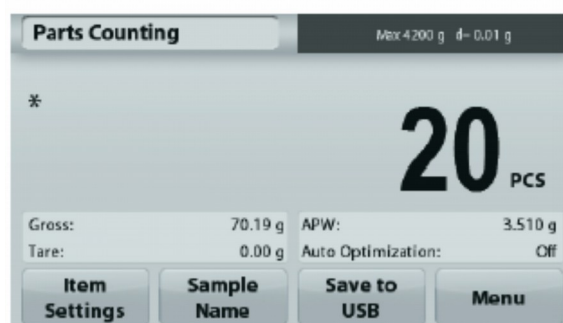 Parts Counting
Max 4200 g d= 0.01 g
*
20 PCS
Gross: 70.19 g APW: 3.510 g
Tare: 0.00 g Auto Optimization: Off
Item Settings
Sample Name
Save to USB
Menu